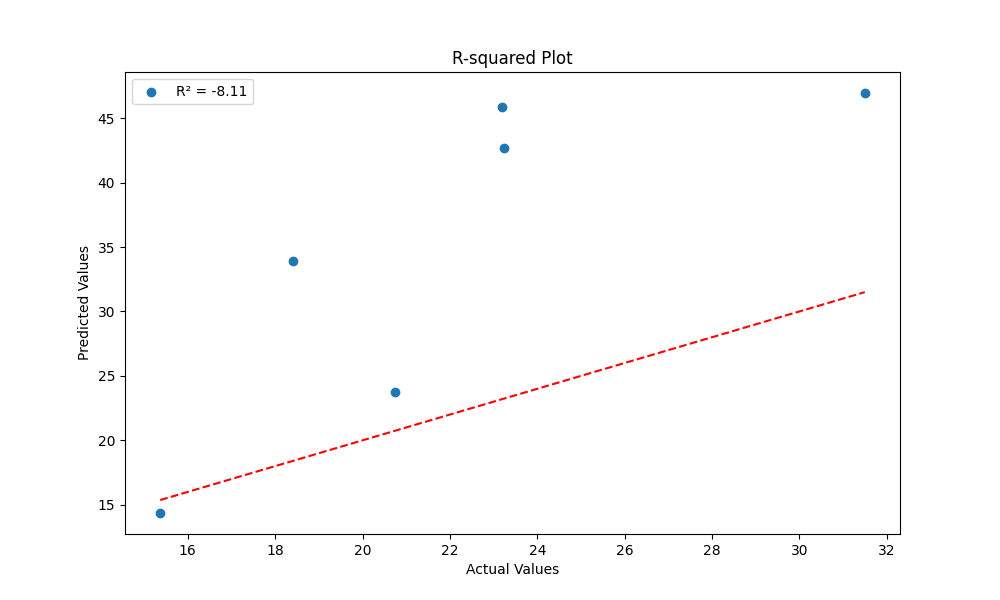 R-squared Plot
R² = -8.11
Predicted Values
45
40
35
30
25
20
15
16 18 20 22 24 26 28 30 32
Actual Values